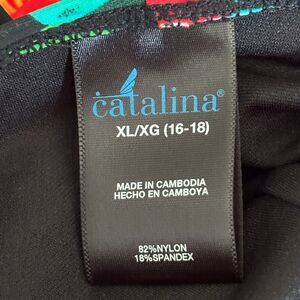 catalina®
XL/XG (16-18)
MADE IN CAMBODIA
HECHO EN CAMBOYA
82%NYLON
18%SPANDEX